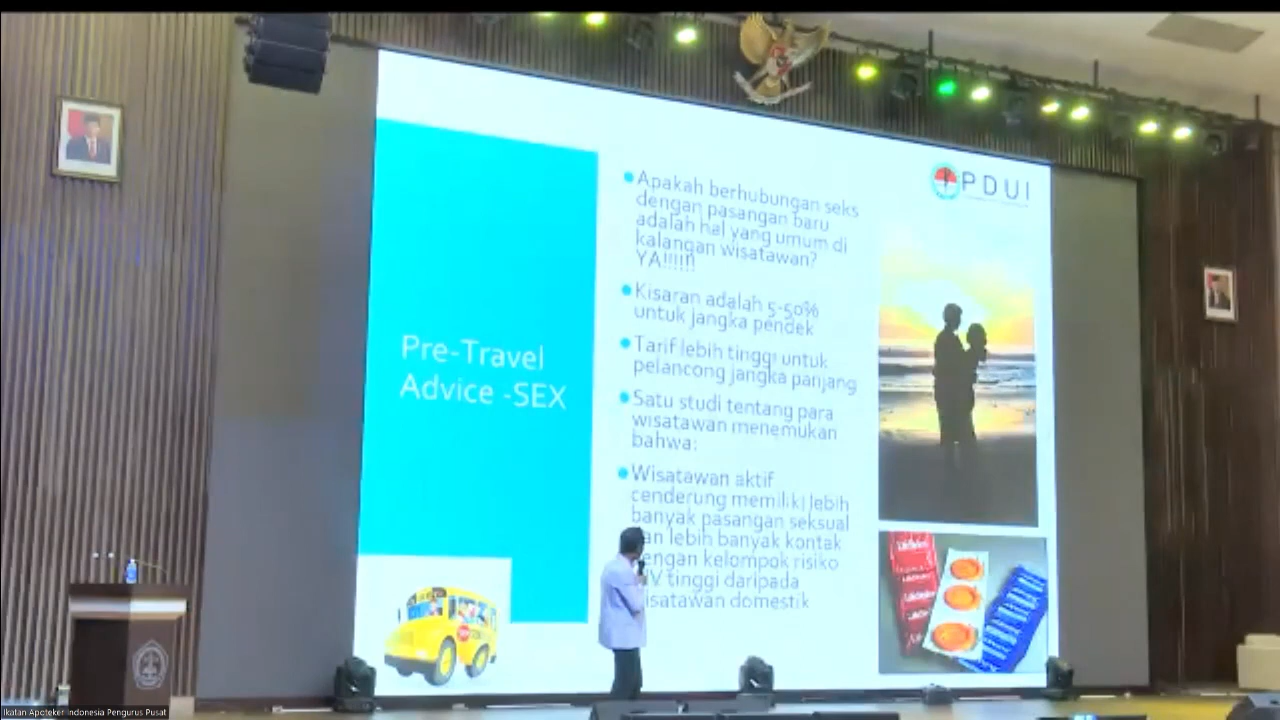 PDUI
Pre-Travel
Advice -SEX
Apakah berhubungan seks
dengan pasangan baru
adalah hal yang umum di
kalangan wisatawan?
YA!!!!!!
Kisaran adalah 5-50%
untuk jangka pendek
Tarif lebih tinggi untuk
pelancong jangka panjang
Satu studi tentang para
wisatawan menemukan
bahwa:
Wisatawan aktif
cenderung memiliki lebih
banyak pasangan seksual
lebih banyak kontak
kelompok risiko
tinggi daripada
domestik
Ikatan Apoteker Indonesia Pengurus Pusat